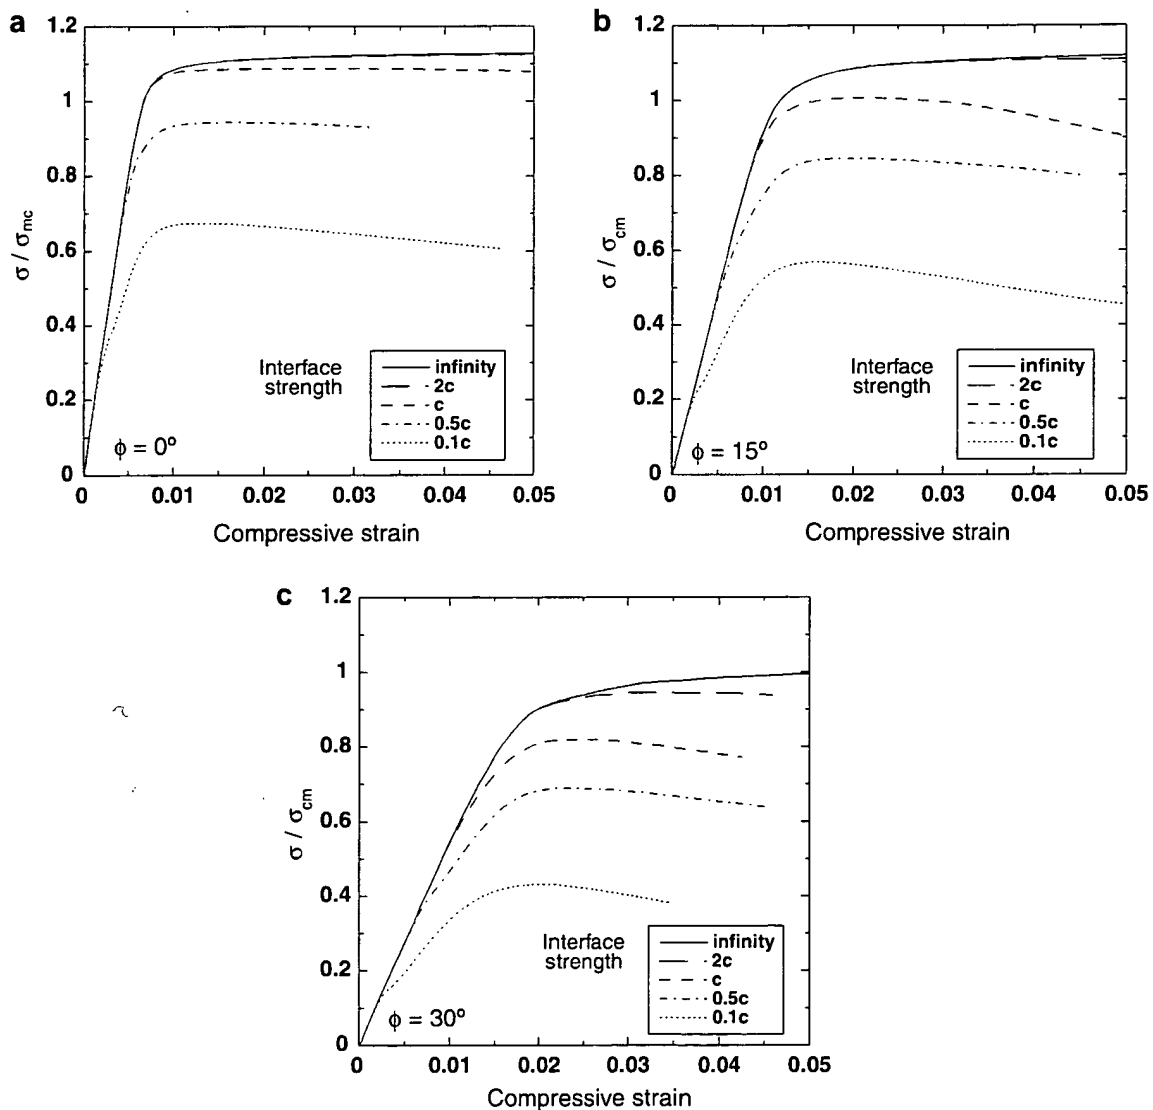 a
1.2
1
0.8
0.6
0.4
0.2
0
σ / σmc
Interface
strength
infinity
2c
c
0.5c
0.1c
ϕ = 0º
0 0.01 0.02 0.03 0.04 0.05
Compressive strain
b
1.2
1
0.8
0.6
0.4
0.2
0
σ / σcm
Interface
strength
infinity
2c
c
0.5c
0.1c
ϕ = 15º
0 0.01 0.02 0.03 0.04 0.05
Compressive strain
c
1.2
1
0.8
0.6
0.4
0.2
0
σ / σcm
Interface
strength
infinity
2c
c
0.5c
0.1c
ϕ = 30º
0 0.01 0.02 0.03 0.04 0.05
Compressive strain